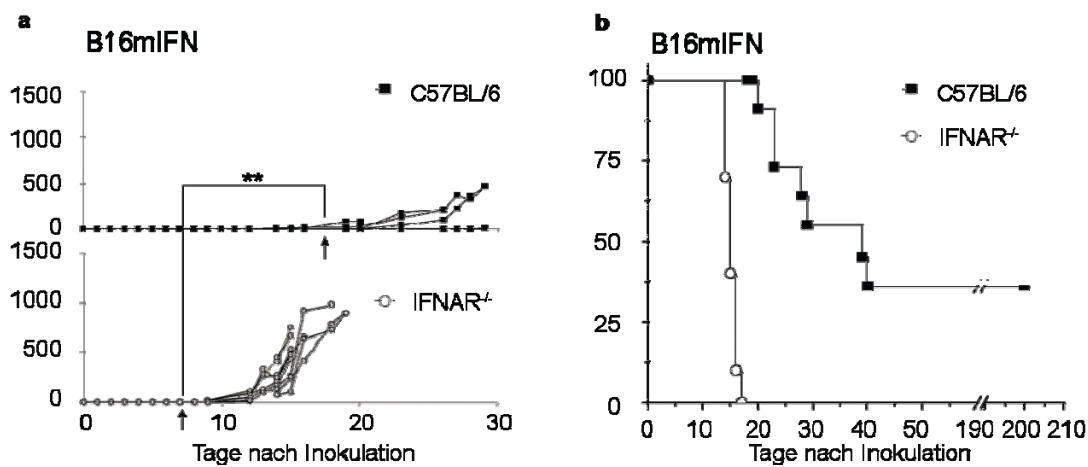 a
B16mIFN
1500
1000
500
0
C57BL/6
**
1500
1000
500
0
IFNAR-/-
0 10 20 30
Tage nach Inokulation
b
B16mIFN
100
75
50
25
0
C57BL/6
IFNAR-/-
0 10 20 30 40 50 190 200 210
Tage nach Inokulation